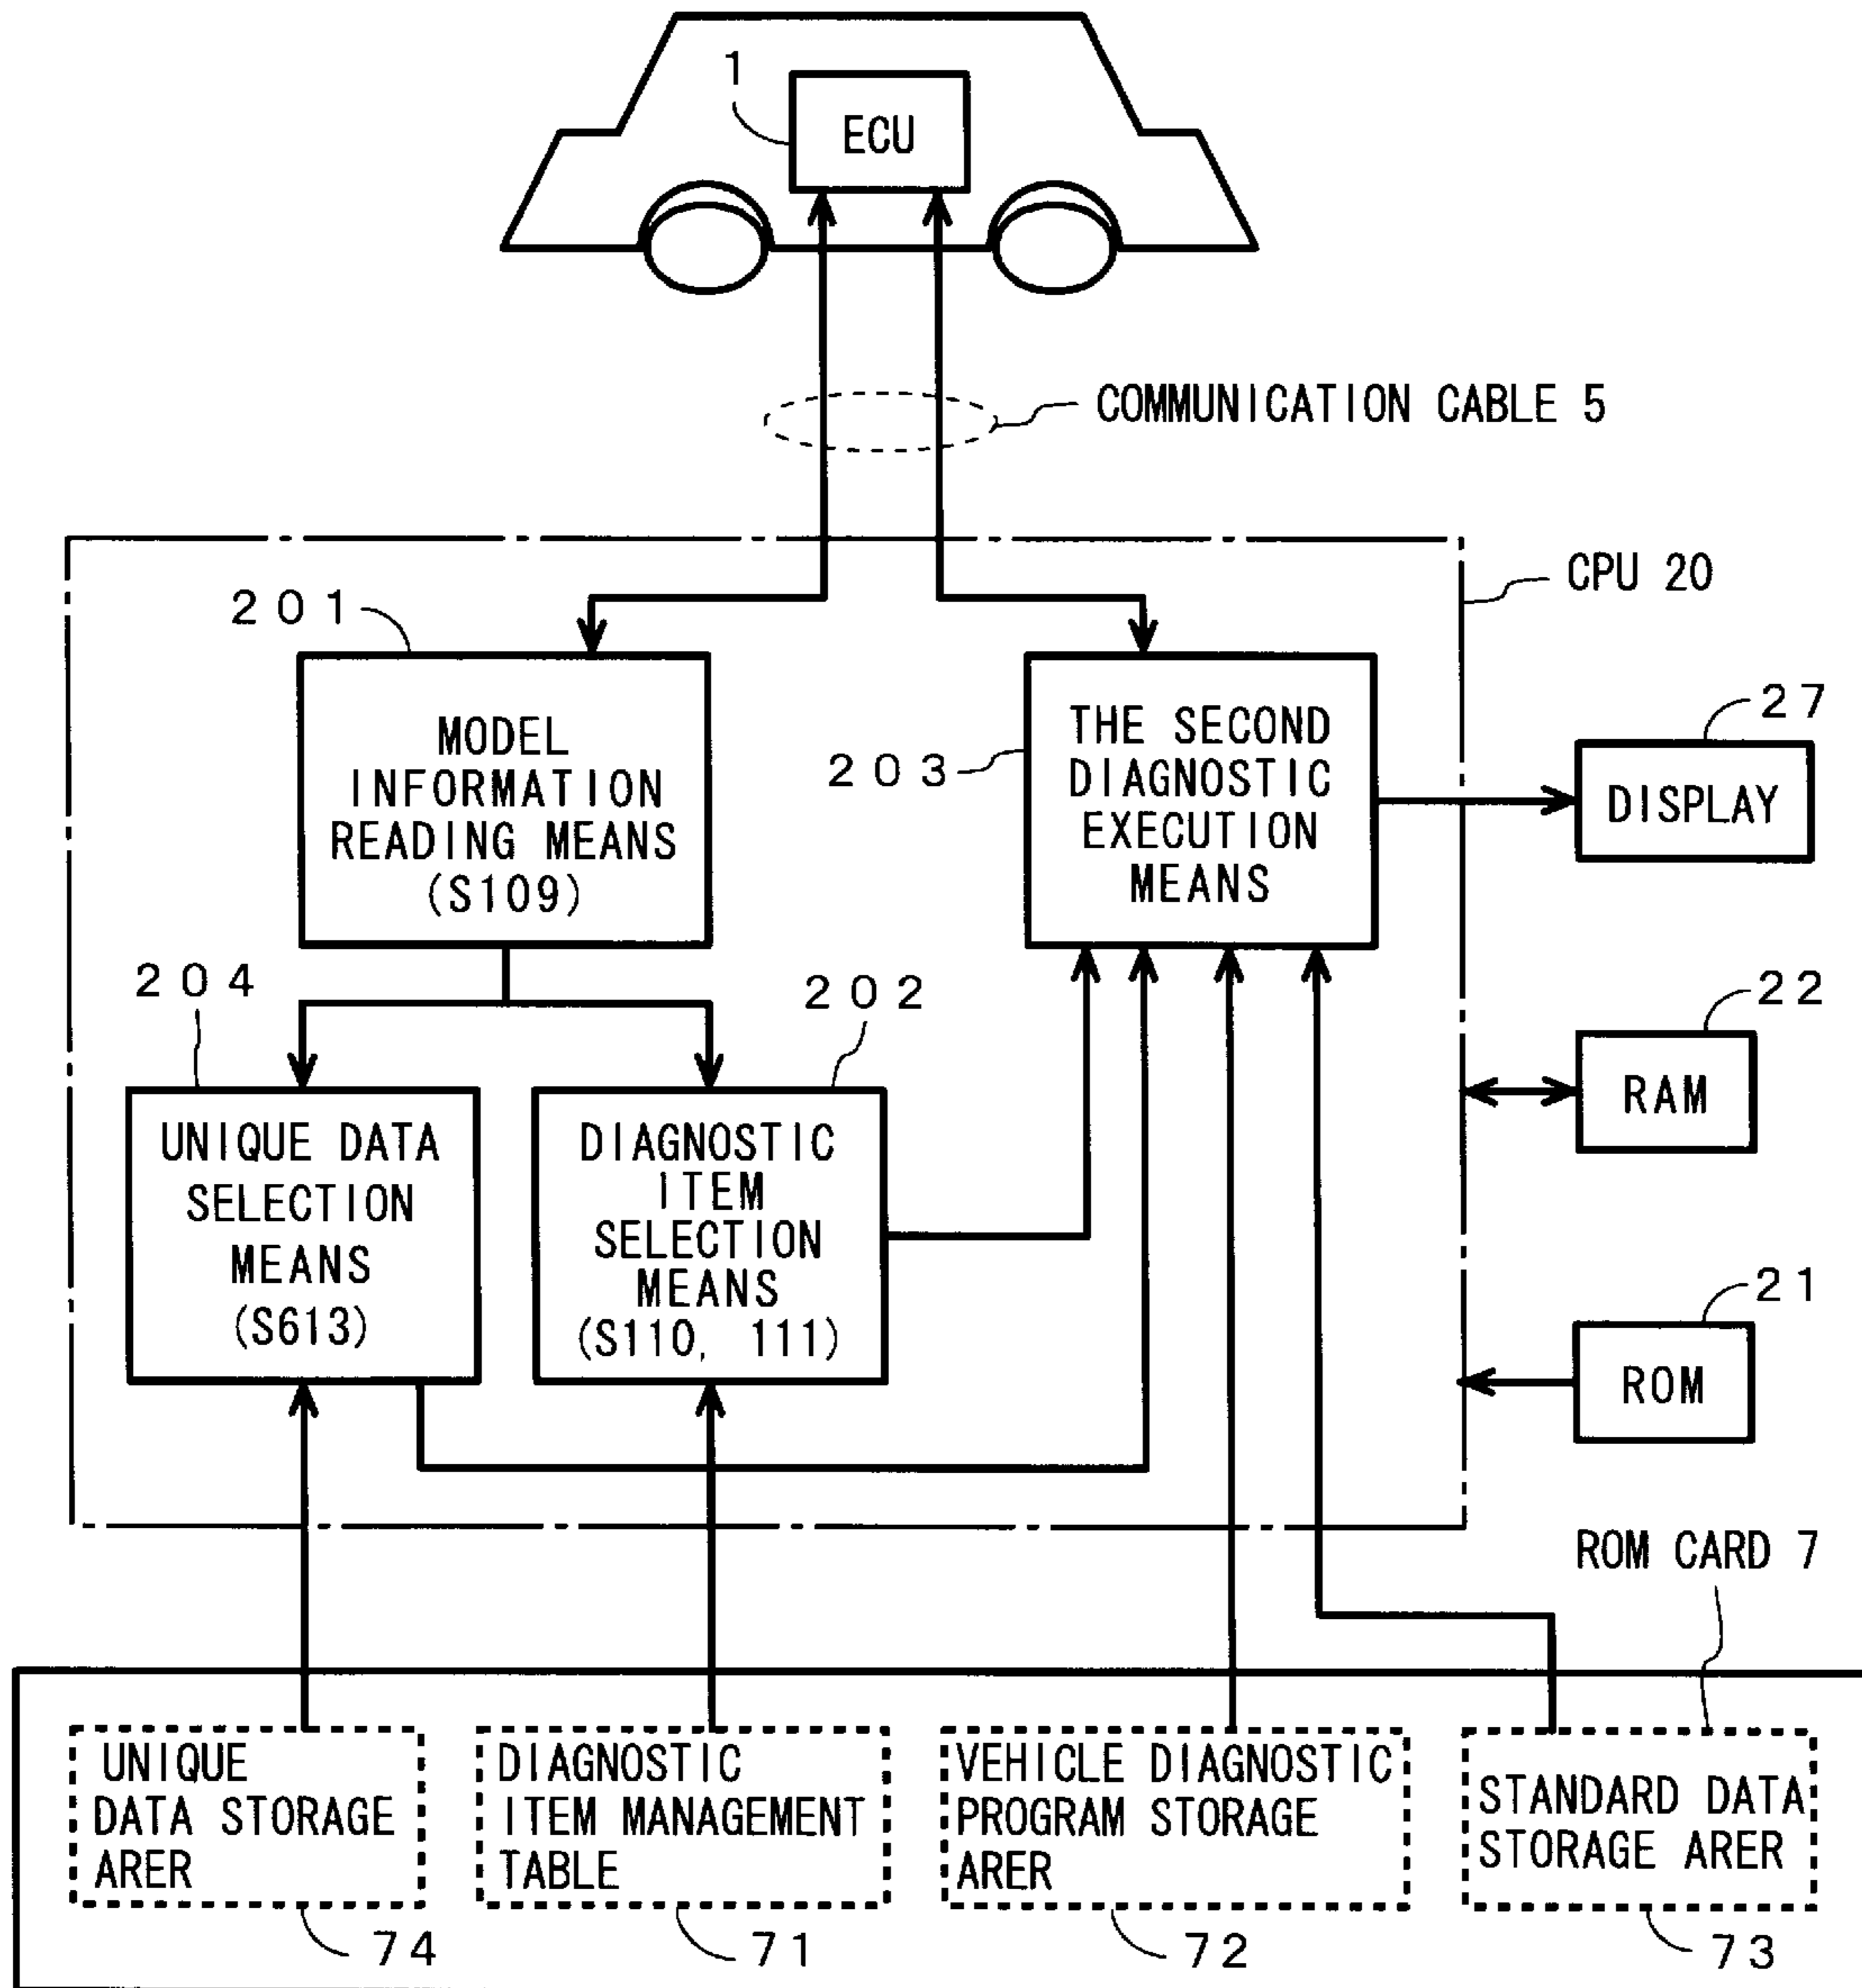 1
ECU
COMMUNICATION CABLE 5
CPU 20
201
MODEL
INFORMATION
READING MEANS
(S109)
203
THE SECOND
DIAGNOSTIC
EXECUTION
MEANS
27
DISPLAY
204
UNIQUE DATA
SELECTION
MEANS
(S613)
202
DIAGNOSTIC
ITEM
SELECTION
MEANS
(S110, 111)
22
RAM
21
ROM
ROM CARD 7
UNIQUE
DATA STORAGE
ARER
74
DIAGNOSTIC
ITEM MANAGEMENT
TABLE
71
VEHICLE DIAGNOSTIC
PROGRAM STORAGE
ARER
72
STANDARD DATA
STORAGE ARER
73